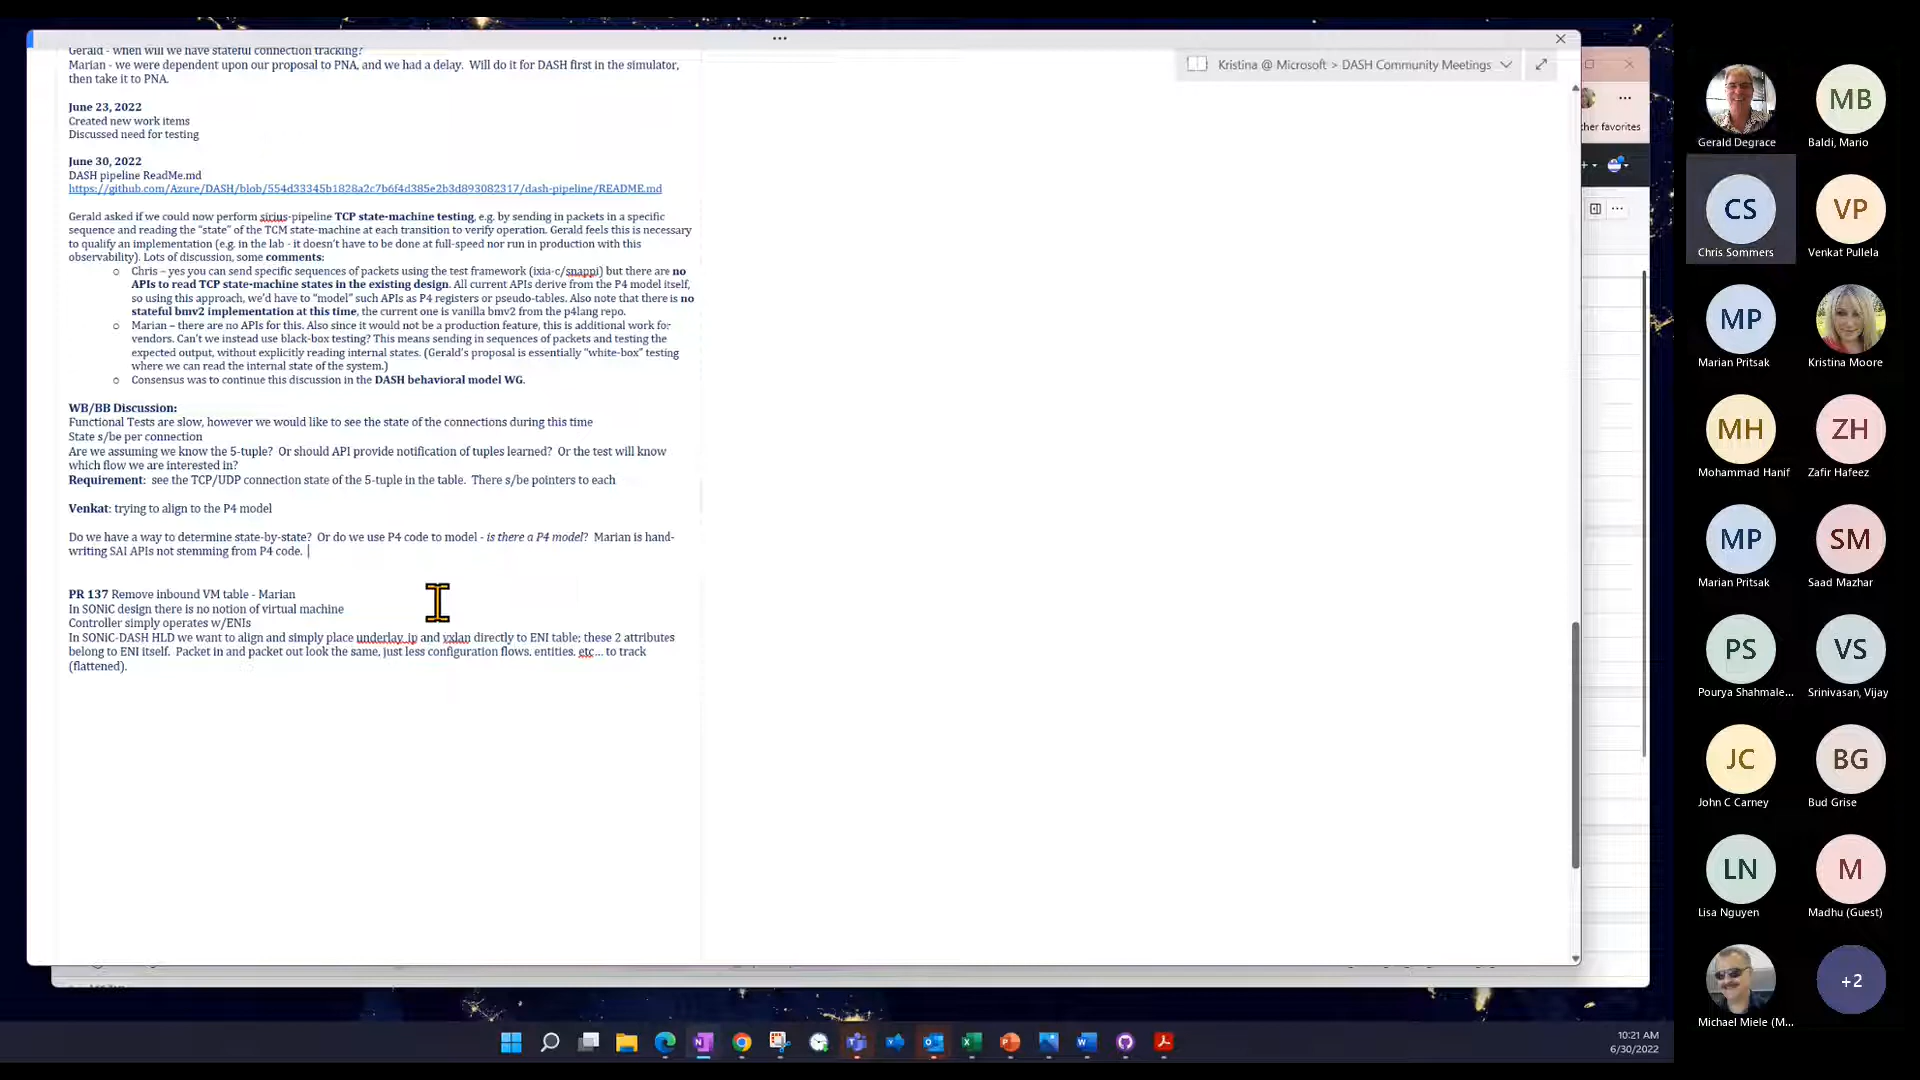 Gerald - when will we have stateful connection tracking?
Marian - we were dependent upon our proposal to PNA, and we had a delay.  Will do it for DASH first in the simulator,
then take it to PNA.
June 23, 2022
Created new work items
Discussed need for testing
June 30, 2022
DASH pipeline ReadMe.md
https://github.com/Azure/DASH/blob/554d33345b1828a2c7b6f4d385e2b3d893082317/dash-pipeline/README.md
Gerald asked if we could now perform sirius-pipeline TCP state-machine testing, e.g. by sending in packets in a specific
sequence and reading the "state" of the TCM state-machine at each transition to verify operation. Gerald feels this is necessary
to qualify an implementation (e.g. in the lab - it doesn't have to be done at full-speed nor run in production with this
observability). Lots of discussion, some comments:
o Chris – yes you can send specific sequences of packets using the test framework (ixia-c/snappi) but there are no
APIs to read TCP state-machine states in the existing design. All current APIs derive from the P4 model itself,
so using this approach, we'd have to "model" such APIs as P4 registers or pseudo-tables. Also note that there is no
stateful bmv2 implementation at this time, the current one is vanilla bmv2 from the p4lang repo.
o Marian – there are no APIs for this. Also since it would not be a production feature, this is additional work for
vendors. Can't we instead use black-box testing? This means sending in sequences of packets and testing the
expected output, without explicitly reading internal states. (Gerald's proposal is essentially "white-box" testing
where we can read the internal state of the system.)
o Consensus was to continue this discussion in the DASH behavioral model WG.
WB/BB Discussion:
Functional Tests are slow, however we would like to see the state of the connections during this time
State s/be per connection
Are we assuming we know the 5-tuple?  Or should API provide notification of tuples learned?  Or the test will know
which flow we are interested in?
Requirement:  see the TCP/UDP connection state of the 5-tuple in the table.  There s/be pointers to each
Venkat: trying to align to the P4 model
Do we have a way to determine state-by-state?  Or do we use P4 code to model - is there a P4 model?  Marian is hand-
writing SAI APIs not stemming from P4 code.
PR 137 Remove inbound VM table - Marian
In SONiC design there is no notion of virtual machine
Controller simply operates w/ENIs
In SONiC-DASH HLD we want to align and simply place underlay_ip and vxlan directly to ENI table; these 2 attributes
belong to ENI itself.  Packet in and packet out look the same, just less configuration flows, entities, etc... to track
(flattened).
Kristina @ Microsoft > DASH Community Meetings
her favorites
Gerald Degrace
MB
Baldi, Mario
CS
Chris Sommers
VP
Venkat Pullela
MP
Marian Pritsak
Kristina Moore
MH
Mohammad Hanif
ZH
Zafir Hafeez
MP
Marian Pritsak
SM
Saad Mazhar
PS
Pourya Shahmale...
VS
Srinivasan, Vijay
JC
John C Carney
BG
Bud Grise
LN
Lisa Nguyen
M
Madhu (Guest)
Michael Miele (M...
+2
10:21 AM
6/30/2022